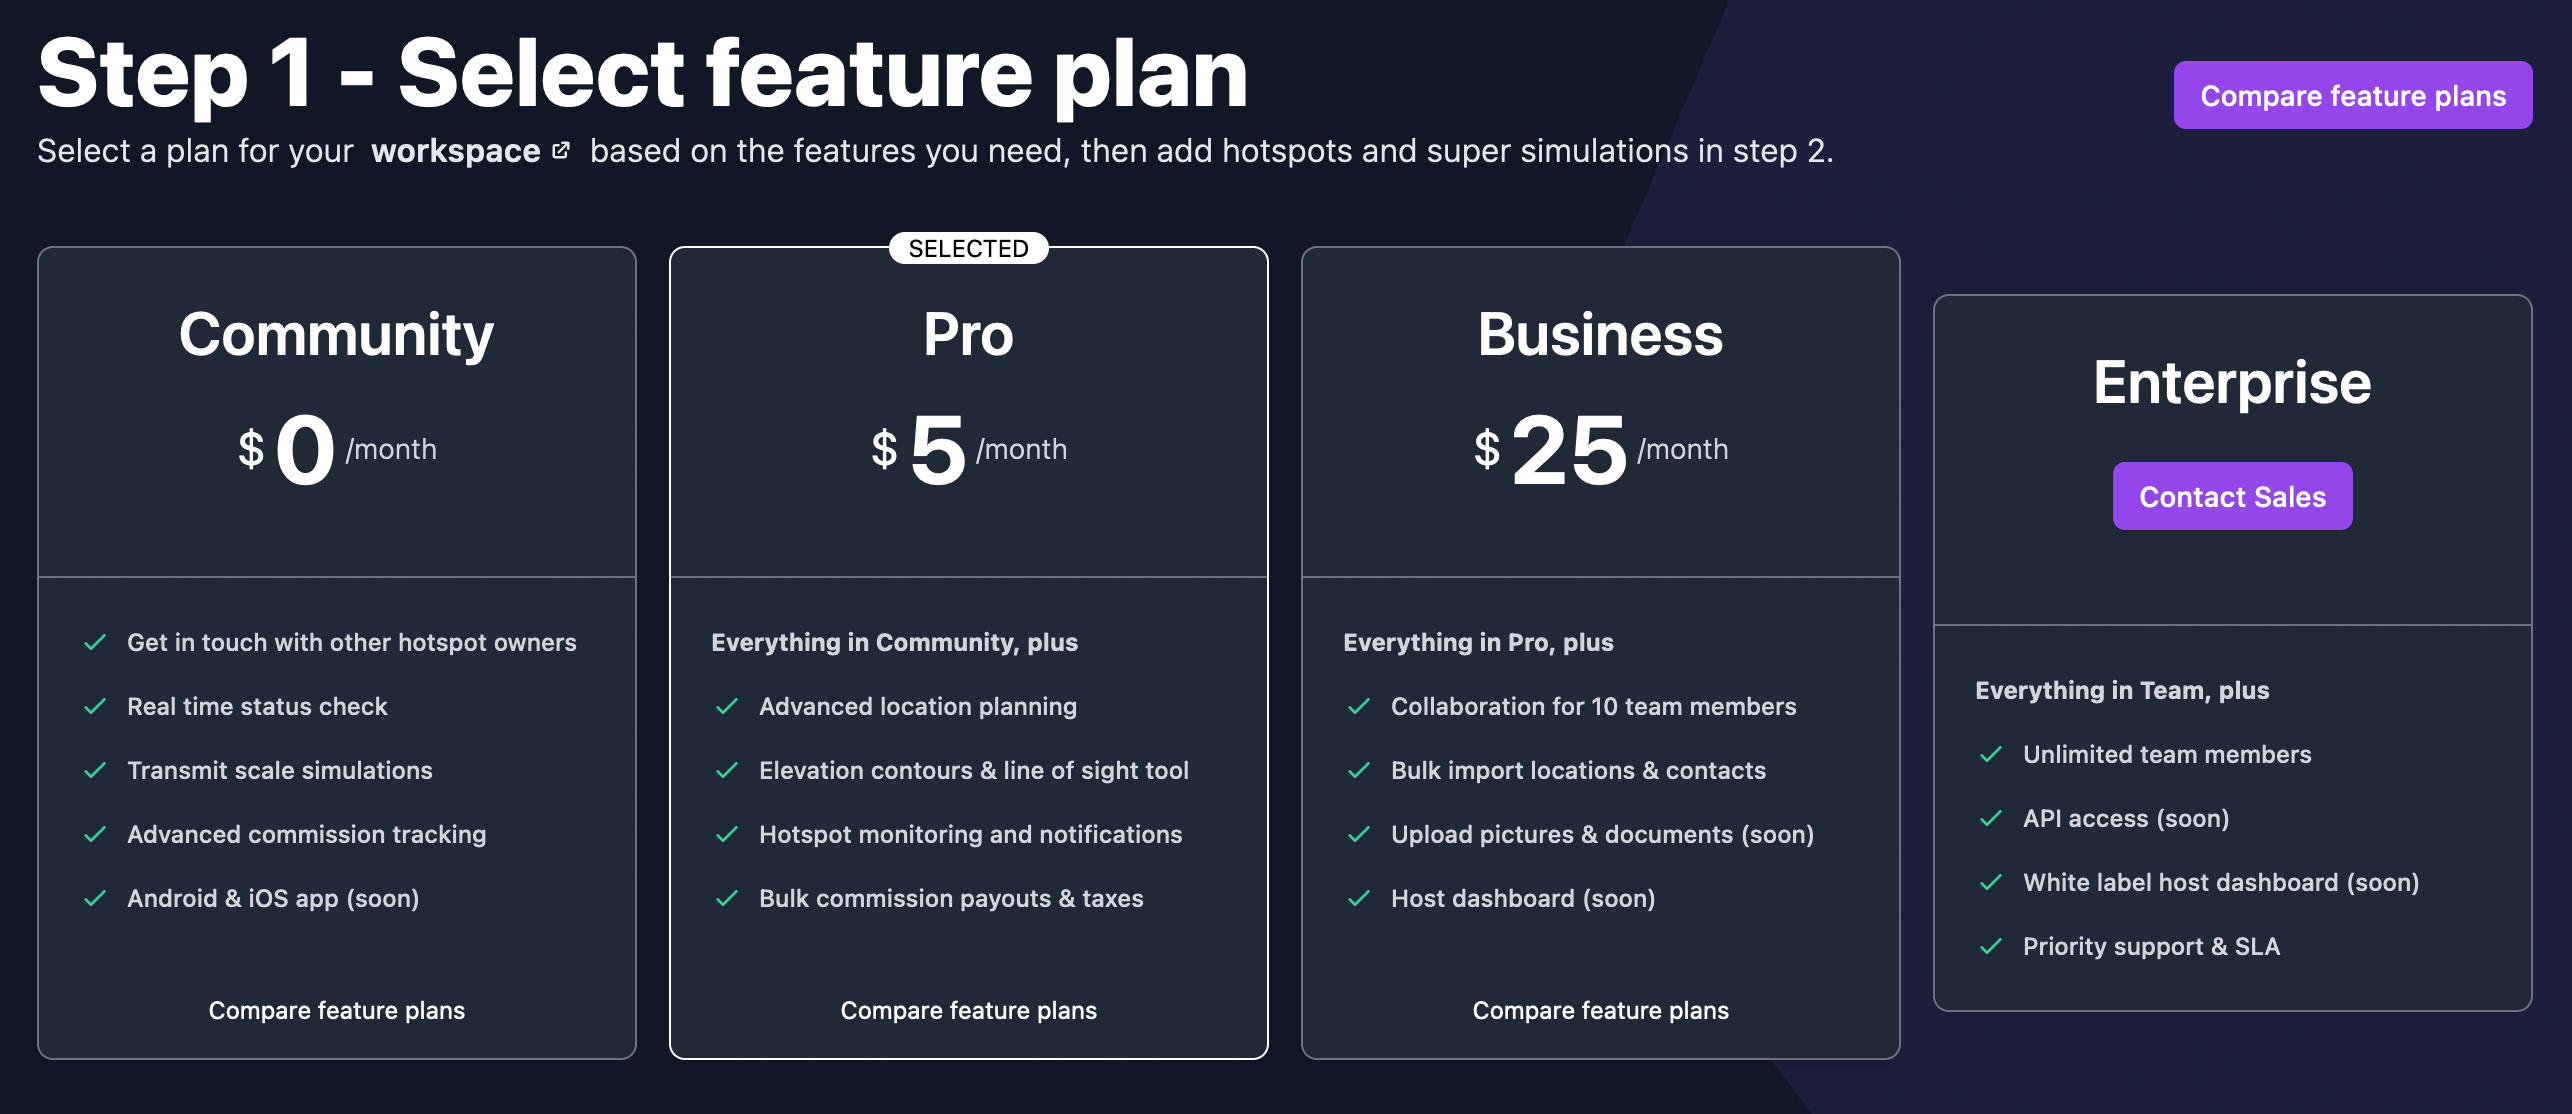 Step 1 - Select feature plan
Compare feature plans
Select a plan for your workspace based on the features you need, then add hotspots and super simulations in step 2.
Community
$ 0 /month
Get in touch with other hotspot owners
Real time status check
Transmit scale simulations
Advanced commission tracking
Android & iOS app (soon)
Compare feature plans
SELECTED
Pro
$ 5 /month
Everything in Community, plus
Advanced location planning
Elevation contours & line of sight tool
Hotspot monitoring and notifications
Bulk commission payouts & taxes
Compare feature plans
Business
$ 25 /month
Everything in Pro, plus
Collaboration for 10 team members
Bulk import locations & contacts
Upload pictures & documents (soon)
Host dashboard (soon)
Compare feature plans
Enterprise
Contact Sales
Everything in Team, plus
Unlimited team members
API access (soon)
White label host dashboard (soon)
Priority support & SLA